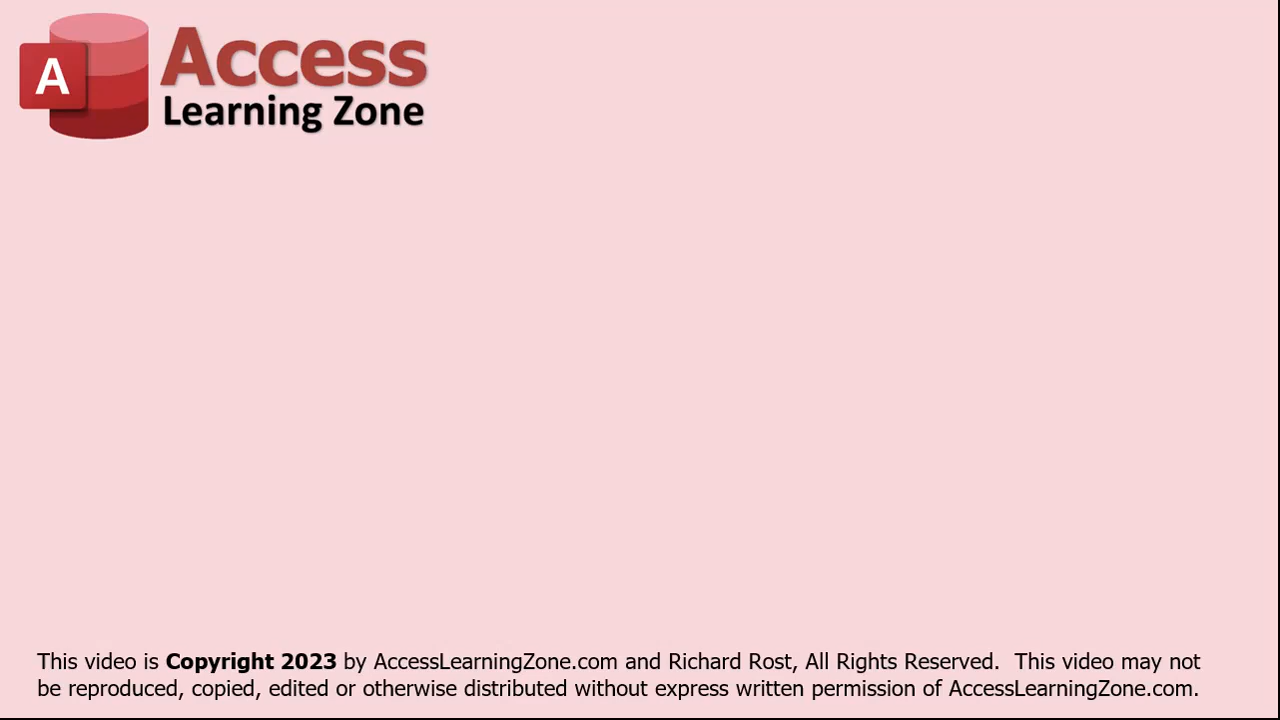 A
Access
Learning Zone
This video is Copyright 2023 by AccessLearningZone.com and Richard Rost, All Rights Reserved.  This video may not
be reproduced, copied, edited or otherwise distributed without express written permission of AccessLearningZone.com.